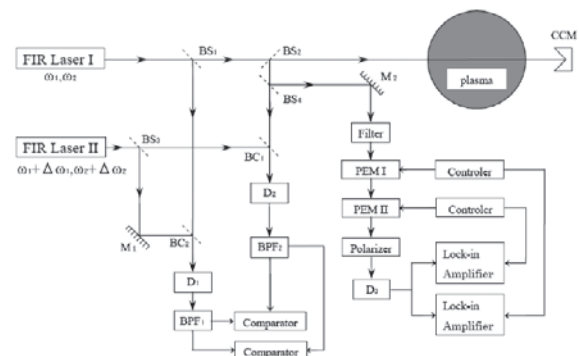 CCM
FIR Laser I
ω1,ω2
BS1
BS2
plasma
M2
BS4
Filter
FIR Laser II
BS3
BC1
ω1+Δω1,ω2+Δω2
PEM I
Controler
D2
PEM II
Controler
M1
BC2
BPF2
Polarizer
Lock-in
Amplifier
D1
D3
BPF1
Comparator
Lock-in
Amplifier
Comparator